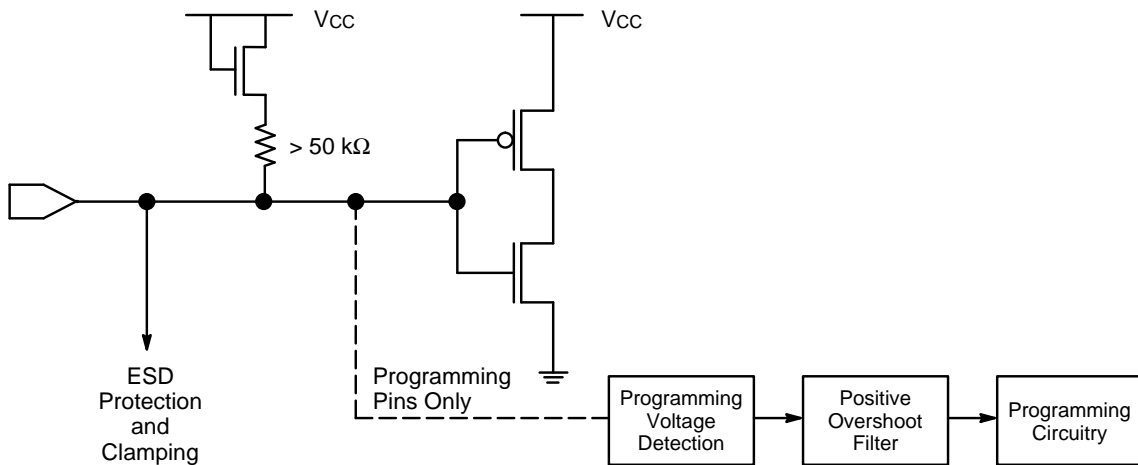 VCC
VCC
> 50 kΩ
ESD
Protection
and
Clamping
Programming
Pins Only
Programming
Voltage
Detection
Positive
Overshoot
Filter
Programming
Circuitry